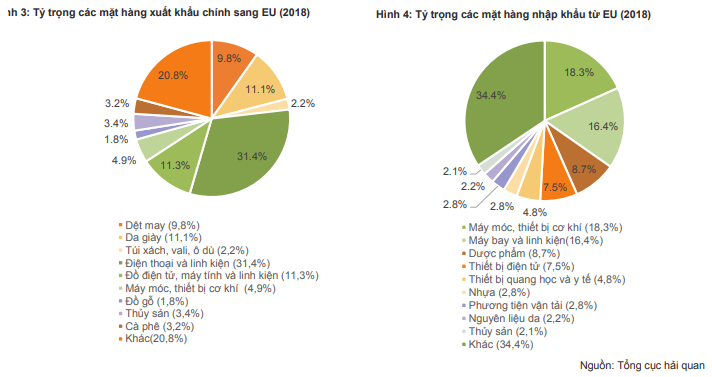 nh 3: Tỷ trọng các mặt hàng xuất khẩu chính sang EU (2018)
20.8%
9.8%
11.1%
2.2%
31.4%
11.3%
4.9%
1.8%
3.4%
3.2%
Dệt may (9,8%)
Da giày (11,1%)
Túi xách, vali, ô dù (2,2%)
Điện thoại và linh kiện (31,4%)
Đồ điện tử, máy tính và linh kiện (11,3%)
Máy móc, thiết bị cơ khí (4,9%)
Đồ gỗ (1,8%)
Thủy sản (3,4%)
Cà phê (3,2%)
Khác(20,8%)
Hình 4: Tỷ trọng các mặt hàng nhập khẩu từ EU (2018)
34.4%
18.3%
16.4%
8.7%
7.5%
4.8%
2.8%
2.8%
2.2%
2.1%
Máy móc, thiết bị cơ khí (18,3%)
Máy bay và linh kiện(16,4%)
Dược phẩm (8,7%)
Thiết bị điện tử (7,5%)
Thiết bị quang học và y tế (4,8%)
Nhựa (2,8%)
Phương tiện vận tải (2,8%)
Nguyên liệu da (2,2%)
Thủy sản (2,1%)
Khác (34,4%)
Nguồn: Tổng cục hải quan